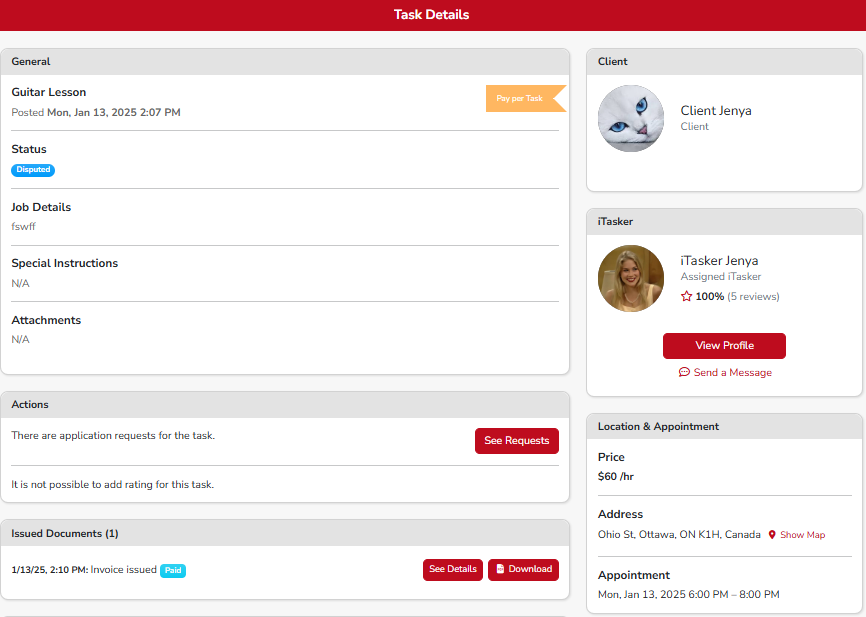 Task Details
General
Guitar Lesson
Posted Mon, Jan 13, 2025 2:07 PM
Pay per Task
Status
Disputed
Job Details
fswff
Special Instructions
N/A
Attachments
N/A
Actions
There are application requests for the task.
See Requests
It is not possible to add rating for this task.
Issued Documents (1)
1/13/25, 2:10 PM: Invoice issued Paid
See Details
Download
Client
Client Jenya
Client
iTasker
iTasker Jenya
Assigned iTasker
100% (5 reviews)
View Profile
Send a Message
Location & Appointment
Price
$60 /hr
Address
Ohio St, Ottawa, ON K1H, Canada Show Map
Appointment
Mon, Jan 13, 2025 6:00 PM – 8:00 PM